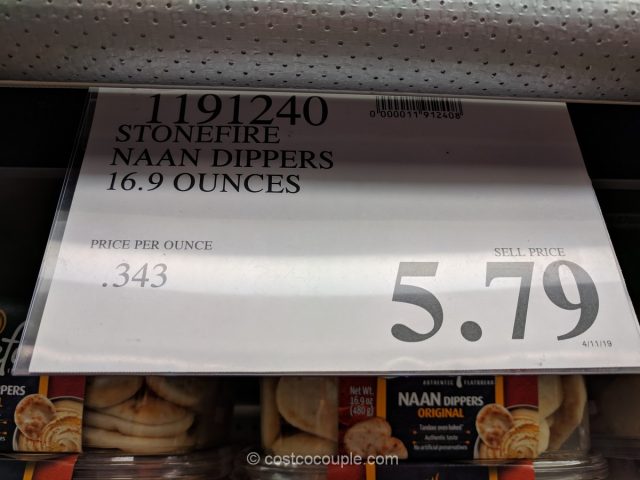 1191240
0 000011 912408
STONEFIRE
NAAN DIPPERS
16.9 OUNCES
PRICE PER OUNCE
.343
SELL PRICE
5.79
4/11/19
PERS
Net Wt.
16.9 oz
(480 g)
AUTHENTIC FLATBREAD
NAAN DIPPERS
ORIGINAL
Tandoor oven baked
Authentic taste
No artificial preservatives
© costcocouple.com